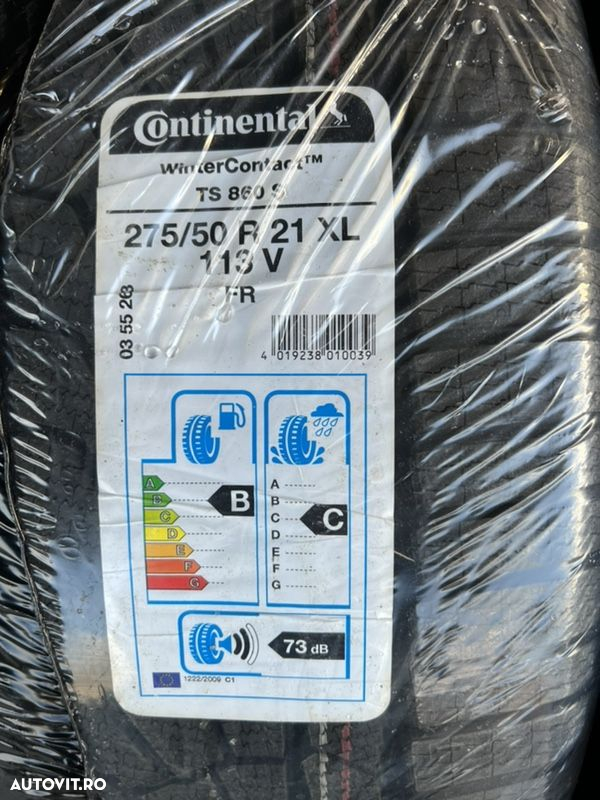 Continental
WinterContact™
TS 860 S
275/50 R 21 XL
113 V
FR
03 55 263
4 019238 010039
A
B
C
D
E
F
G
B
A
B
C
D
E
F
G
C
73 dB
1222/2009 C1
AUTOVIT.RO